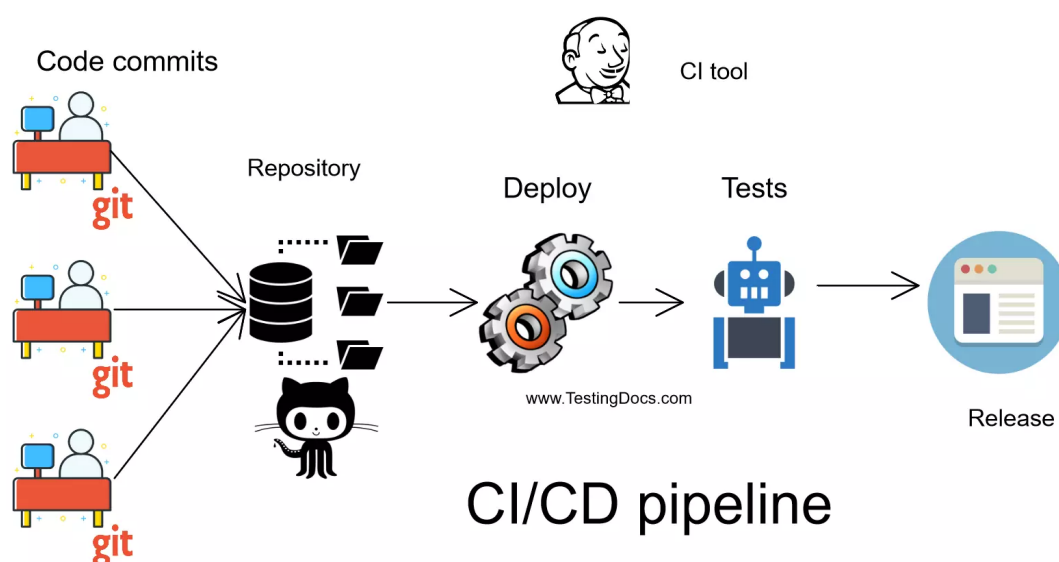 Code commits
CI tool
Repository
Deploy
Tests
git
git
git
www.TestingDocs.com
Release
CI/CD pipeline